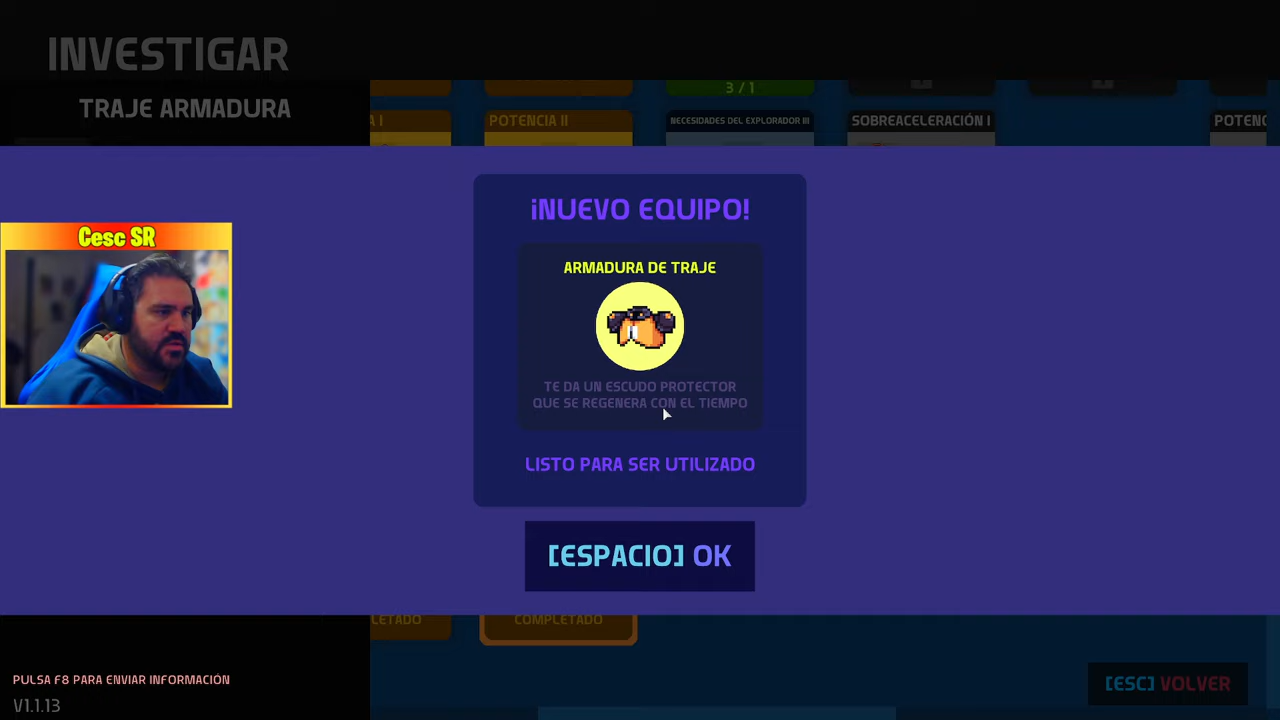 INVESTIGAR
TRAJE ARMADURA
3 / 1
A I
POTENCIA II
NECESIDADES DEL EXPLORADOR III
SOBREACELERACIÓN I
POTENC
¡NUEVO EQUIPO!
Cesc SR
ARMADURA DE TRAJE
TE DA UN ESCUDO PROTECTOR
QUE SE REGENERA CON EL TIEMPO
LISTO PARA SER UTILIZADO
[ESPACIO] OK
LETADO
COMPLETADO
PULSA F8 PARA ENVIAR INFORMACIÓN
V1.1.13
[ESC] VOLVER